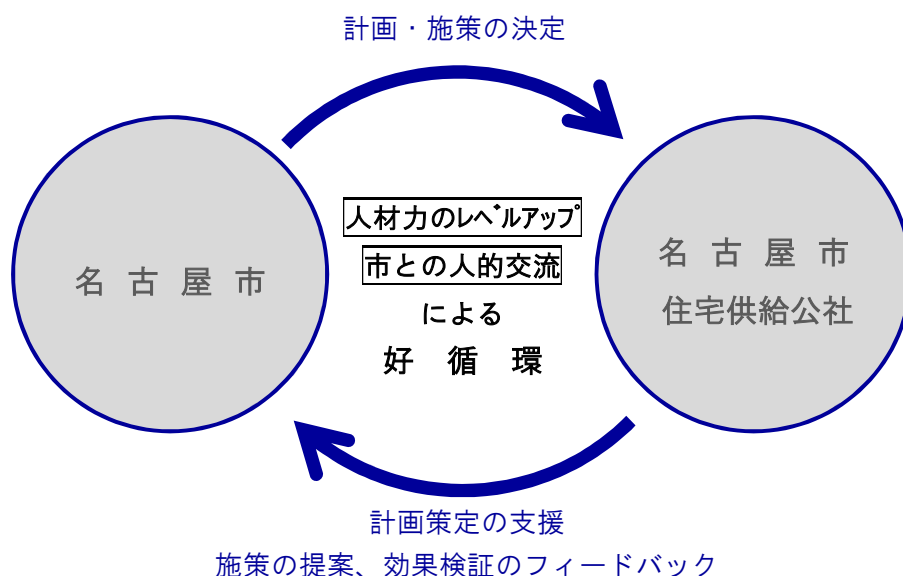 計画・施策の決定
人材力のレベルアップ
市との人的交流
による
好循環
名古屋市
名古屋市
住宅供給公社
計画策定の支援
施策の提案、効果検証のフィードバック